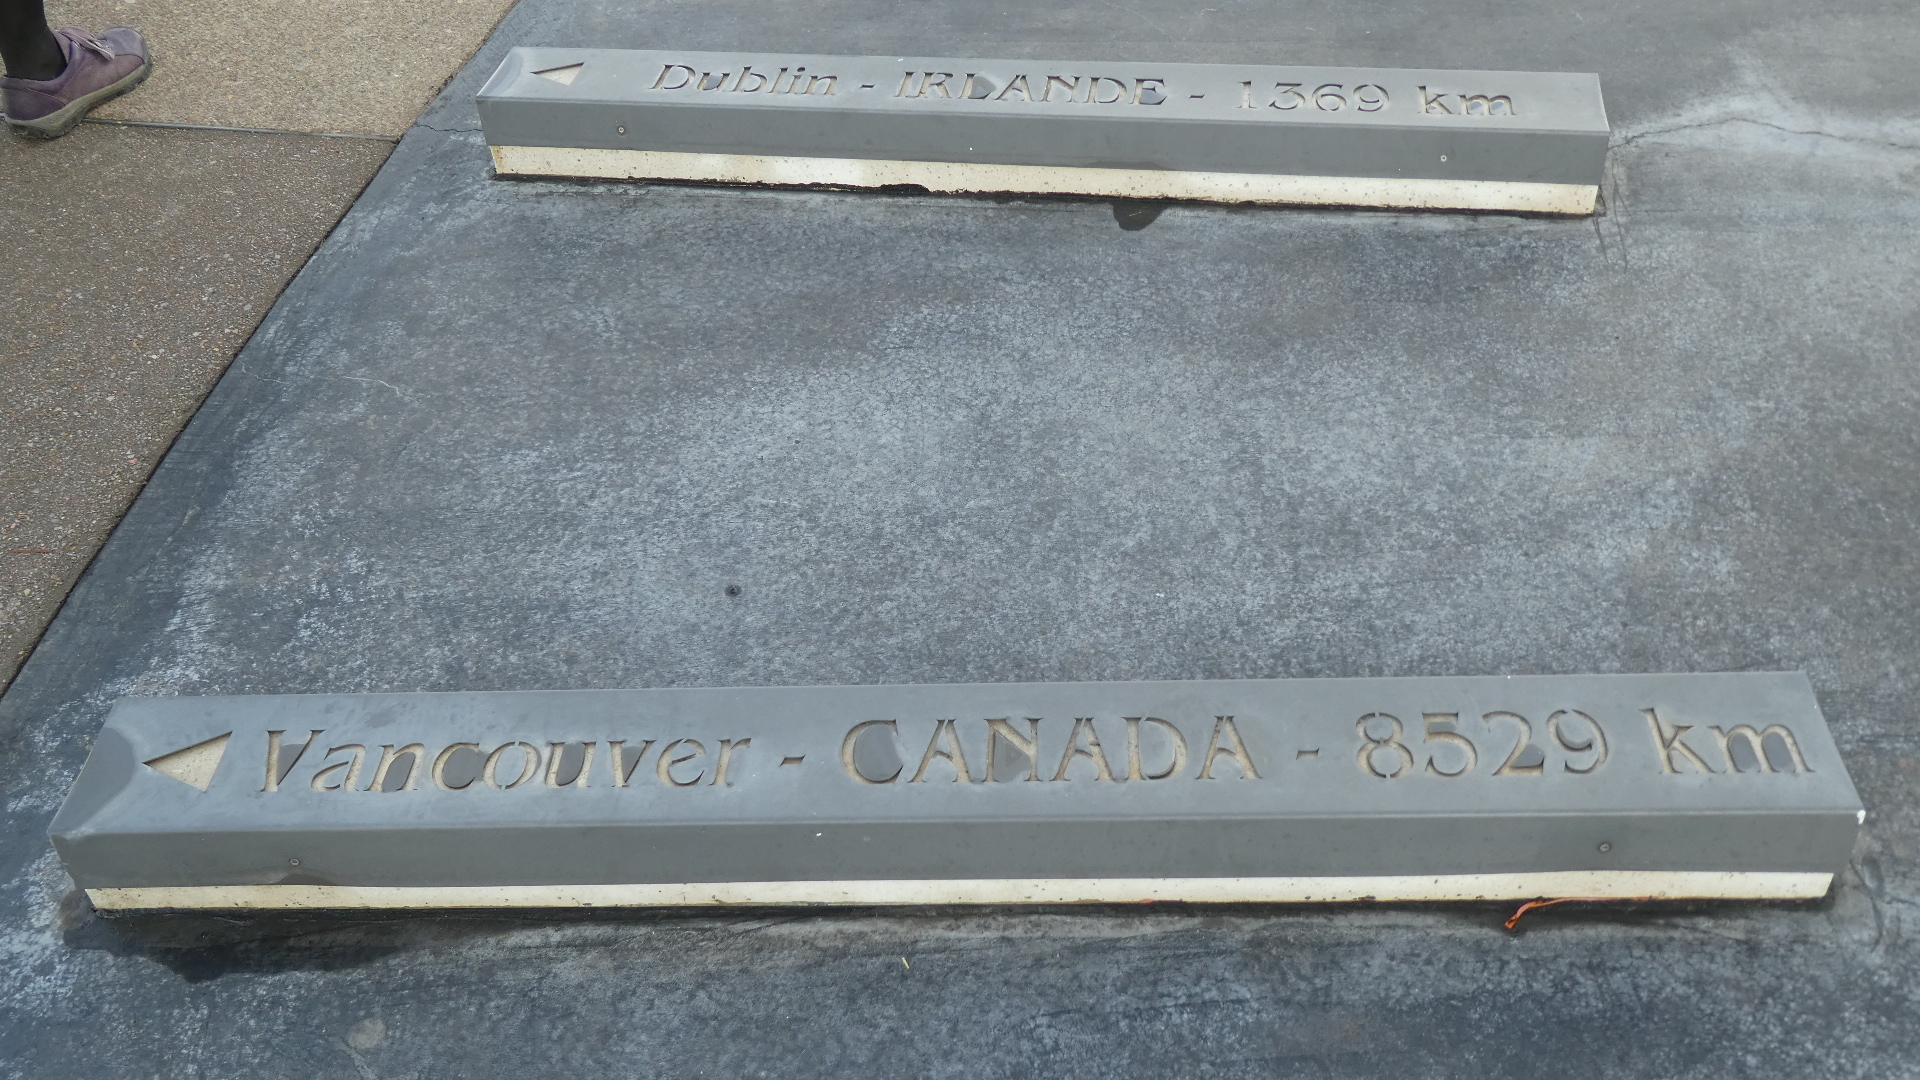 Dublin - IRLANDE - 1369 km
Vancouver - CANADA - 8529 km